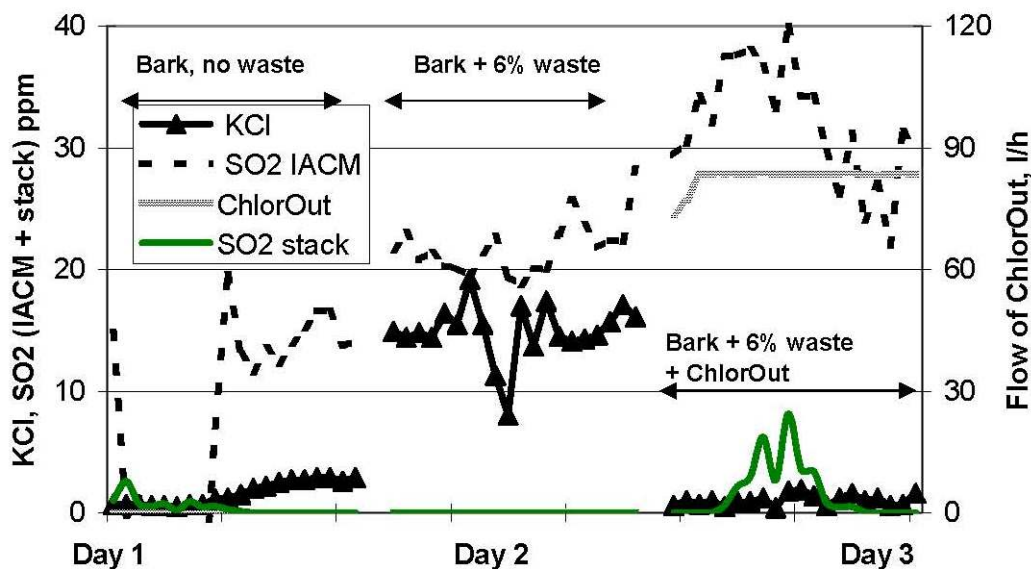 40
30
20
10
0
KCl, SO2 (IACM + stack) ppm
Bark, no waste
Bark + 6% waste
KCl
SO2 IACM
ChlorOut
SO2 stack
Bark + 6% waste
+ ChlorOut
120
90
60
30
0
Flow of ChlorOut, l/h
Day 1
Day 2
Day 3